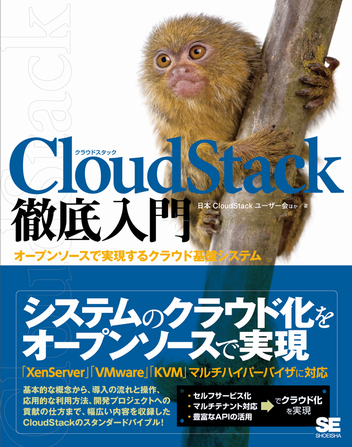 クラウドスタック
CloudStack
徹底入門
日本 CloudStack ユーザー会ほか/著
オープンソースで実現するクラウド基盤システム
システムのクラウド化を
オープンソースで実現
「XenServer」「VMware」「KVM」マルチハイパーバイザに対応
基本的な概念から、導入の流れと操作、
応用的な利用方法、開発プロジェクトへの
貢献の仕方まで、幅広い内容を収録した
CloudStackのスタンダードバイブル！
• セルフサービス化
• マルチテナント対応
• 豊富なAPIの活用
でクラウド化
を実現
SE
SHOEISHA
CloudStack